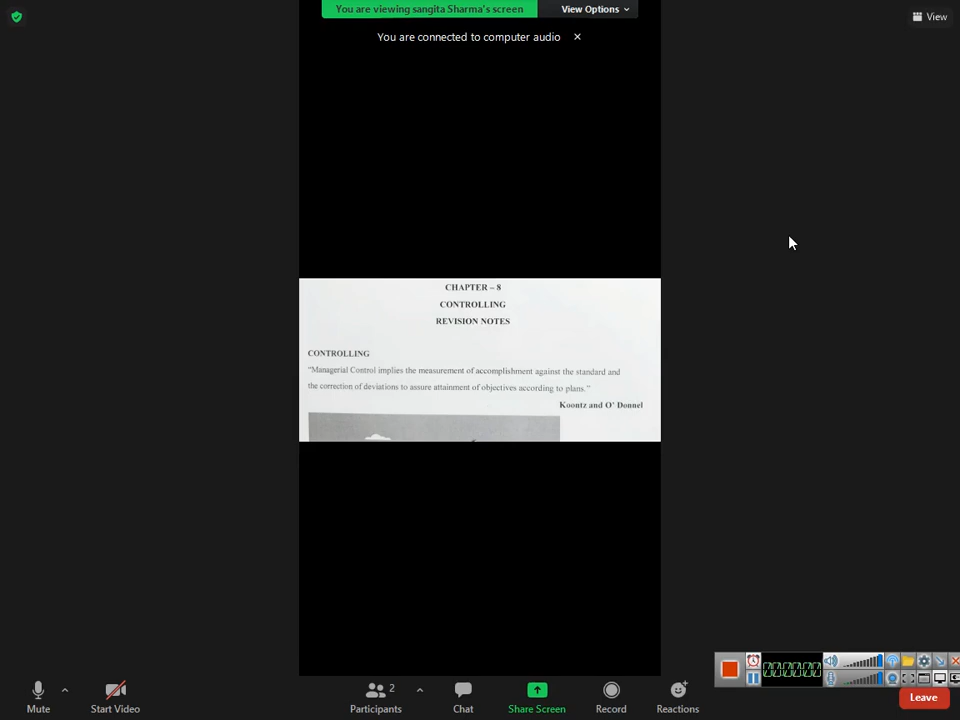 You are viewing sangita Sharma's screen
View Options
View
You are connected to computer audio
CHAPTER – 8
CONTROLLING
REVISION NOTES
CONTROLLING
"Managerial Control implies the measurement of accomplishment against the standard and
the correction of deviations to assure attainment of objectives according to plans."
Koontz and O' Donnel
Mute
Start Video
2
Participants
Chat
Share Screen
Record
Reactions
Leave